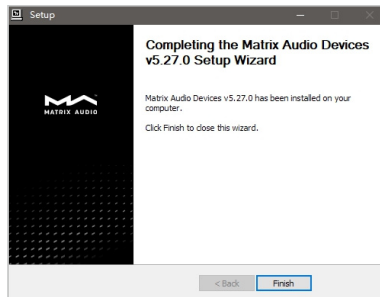 Setup
Completing the Matrix Audio Devices
v5.27.0 Setup Wizard
MATRIX AUDIO
Matrix Audio Devices v5.27.0 has been installed on your
computer.
Click Finish to close this wizard.
< Back
Finish